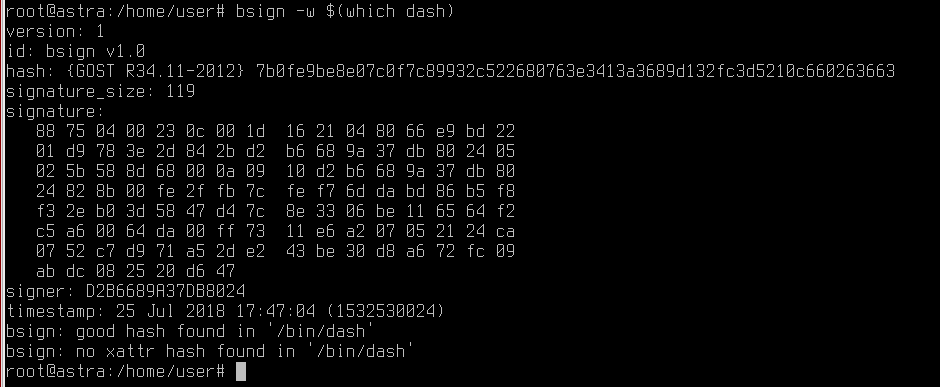 root@astra:/home/user# bsign -w $(which dash)
version: 1
id: bsign v1.0
hash: {GOST R34.11-2012} 7b0fe9be8e07c0f7c89932c522680763e3413a3689d132fc3d5210c660263663
signature_size: 119
signature:
88 75 04 00 23 0c 00 1d 16 21 04 80 66 e9 bd 22
01 d9 78 3e 2d 84 2b d2 b6 68 9a 37 db 80 24 05
02 5b 58 8d 68 00 0a 09 10 d2 b6 68 9a 37 db 80
24 82 8b 00 fe 2f fb 7c fe f7 6d da bd 86 b5 f8
f3 2e b0 3d 58 47 d4 7c 8e 33 06 be 11 65 64 f2
c5 a6 00 64 da 00 ff 73 11 e6 a2 07 05 21 24 ca
07 52 c7 d9 71 a5 2d e2 43 be 30 d8 a6 72 fc 09
ab dc 08 25 20 d6 47
signer: D2B6689A37DB8024
timestamp: 25 Jul 2018 17:47:04 (1532530024)
bsign: good hash found in '/bin/dash'
bsign: no xattr hash found in '/bin/dash'
root@astra:/home/user#